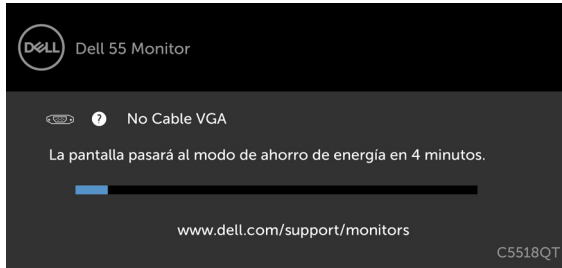 DELL Dell 55 Monitor
? No Cable VGA
La pantalla pasará al modo de ahorro de energía en 4 minutos.
www.dell.com/support/monitors
C5518QT